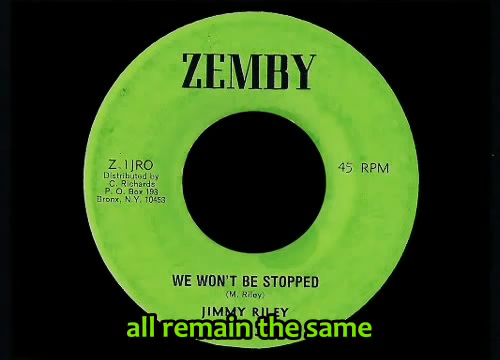 ZEMBY
Z. 1JRO
Distributed by
C. Richards
P. O. Box 193
Bronx, N.Y. 10453
45 RPM
WE WON'T BE STOPPED
(M. Riley)
JIMMY RILEY
all remain the same